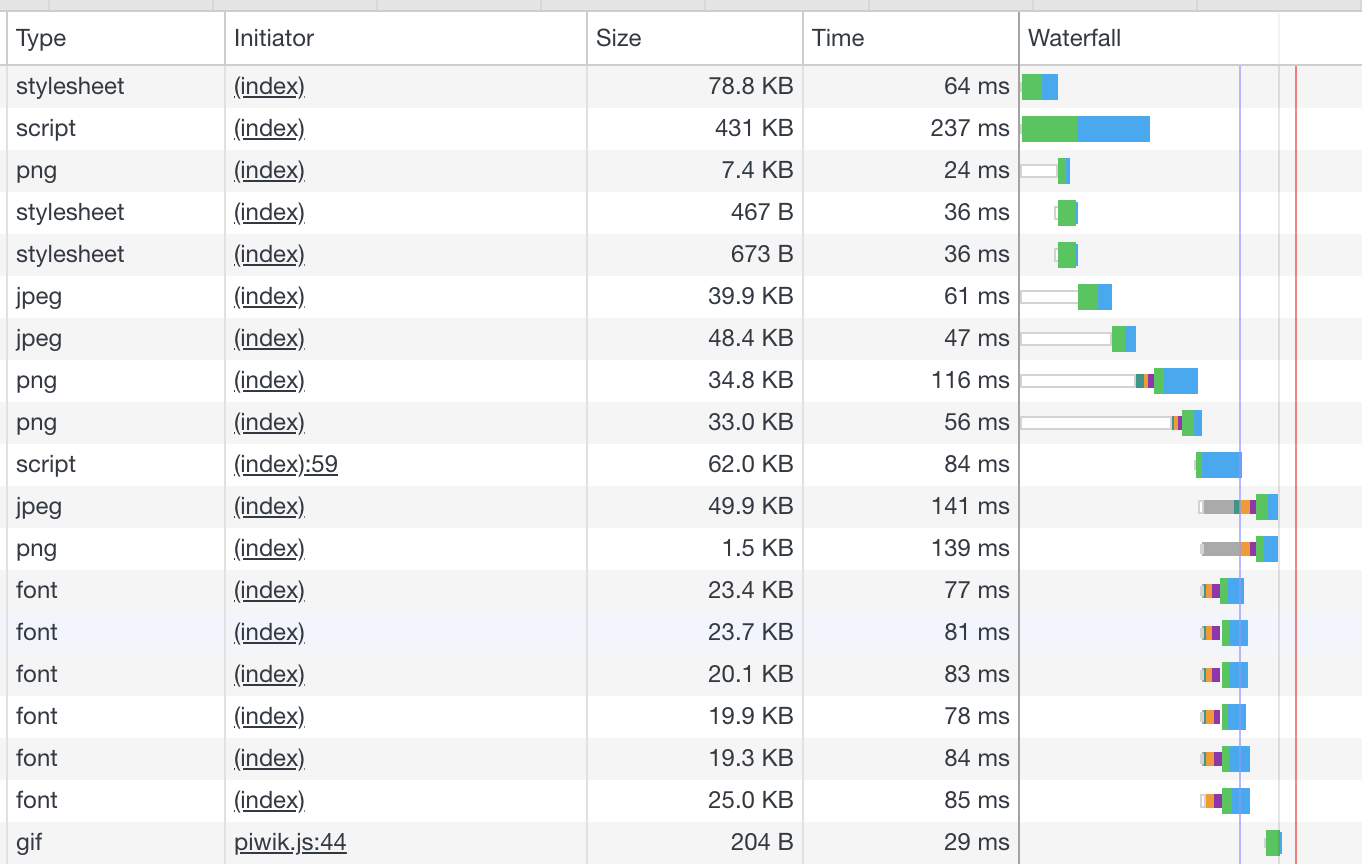 Type Initiator Size Time Waterfall
stylesheet (index) 78.8 KB 64 ms
script (index) 431 KB 237 ms
png (index) 7.4 KB 24 ms
stylesheet (index) 467 B 36 ms
stylesheet (index) 673 B 36 ms
jpeg (index) 39.9 KB 61 ms
jpeg (index) 48.4 KB 47 ms
png (index) 34.8 KB 116 ms
png (index) 33.0 KB 56 ms
script (index):59 62.0 KB 84 ms
jpeg (index) 49.9 KB 141 ms
png (index) 1.5 KB 139 ms
font (index) 23.4 KB 77 ms
font (index) 23.7 KB 81 ms
font (index) 20.1 KB 83 ms
font (index) 19.9 KB 78 ms
font (index) 19.3 KB 84 ms
font (index) 25.0 KB 85 ms
gif piwik.js:44 204 B 29 ms